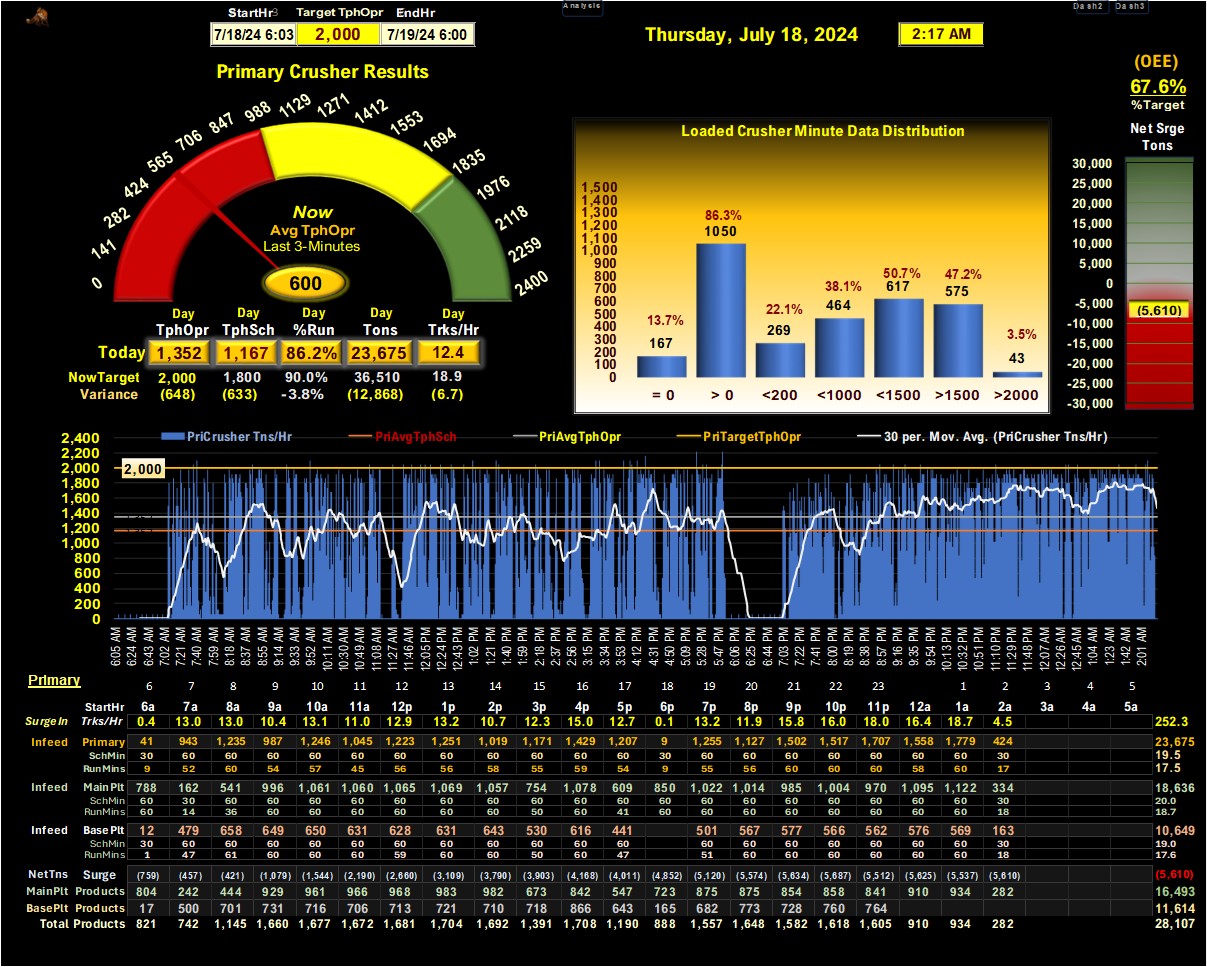 Analysis
Dash2 Dash3
StartHr3 Target TphOpr EndHr
7/18/24 6:03 2,000 7/19/24 6:00
Thursday, July 18, 2024 2:17 AM
(OEE)
67.6%
%Target
Primary Crusher Results
0 141 282 424 565 706 847 988 1129 1271 1412 1553 1694 1835 1976 2118 2259 2400
Now
Avg TphOpr
Last 3-Minutes
600
Day Day Day Day Day
TphOpr TphSch %Run Tons Trks/Hr
Today 1,352 1,167 86.2% 23,675 12.4
NowTarget 2,000 1,800 90.0% 36,510 18.9
Variance (648) (633) -3.8% (12,868) (6.7)
Loaded Crusher Minute Data Distribution
1,500
1,400
1,300
1,200
1,100
1,000
900
800
700
600
500
400
300
200
100
0
13.7% 86.3% 22.1% 38.1% 50.7% 47.2% 3.5%
167 1050 269 464 617 575 43
= 0 > 0 <200 <1000 <1500 >1500 >2000
Net Srge
Tons
30,000
25,000
20,000
15,000
10,000
5,000
0
-5,000
-10,000
-15,000
-20,000
-25,000
-30,000
(5,610)
PriCrusher Tns/Hr PriAvgTphSch PriAvgTphOpr PriTargetTphOpr 30 per. Mov. Avg. (PriCrusher Tns/Hr)
2,400
2,200
2,000
1,800
1,600
1,400
1,200
1,000
800
600
400
200
0
2,000
6:05 AM 6:24 AM 6:43 AM 7:02 AM 7:21 AM 7:40 AM 7:59 AM 8:18 AM 8:37 AM 8:55 AM 9:14 AM 9:33 AM 9:52 AM 10:11 AM 10:30 AM 10:49 AM 11:08 AM 11:27 AM 11:46 AM 12:05 PM 12:24 PM 12:43 PM 1:02 PM 1:21 PM 1:40 PM 1:59 PM 2:18 PM 2:37 PM 2:56 PM 3:15 PM 3:34 PM 3:53 PM 4:12 PM 4:31 PM 4:50 PM 5:09 PM 5:28 PM 5:47 PM 6:06 PM 6:25 PM 6:44 PM 7:03 PM 7:22 PM 7:41 PM 8:00 PM 8:19 PM 8:38 PM 8:57 PM 9:16 PM 9:35 PM 9:54 PM 10:13 PM 10:32 PM 10:51 PM 11:10 PM 11:29 PM 11:48 PM 12:07 AM 12:26 AM 12:45 AM 1:04 AM 1:23 AM 1:42 AM 2:01 AM
Primary
6 7 8 9 10 11 12 13 14 15 16 17 18 19 20 21 22 23 1 2 3 4 5
StartHr 6a 7a 8a 9a 10a 11a 12p 1p 2p 3p 4p 5p 6p 7p 8p 9p 10p 11p 12a 1a 2a 3a 4a 5a
SurgeIn Trks/Hr 0.4 13.0 13.0 10.4 13.1 11.0 12.9 13.2 10.7 12.3 15.0 12.7 0.1 13.2 11.9 15.8 16.0 18.0 16.4 18.7 4.5 252.3
Infeed Primary 41 943 1,235 987 1,246 1,045 1,223 1,251 1,019 1,171 1,429 1,207 9 1,255 1,127 1,502 1,517 1,707 1,558 1,779 424 23,675
SchMin 30 60 60 60 60 60 60 60 60 60 60 60 30 60 60 60 60 60 60 60 30 19.5
RunMins 9 52 60 54 57 45 56 56 58 55 59 54 9 55 56 60 60 60 58 60 17 17.5
Infeed MainPlt 788 162 541 996 1,061 1,060 1,065 1,069 1,057 754 1,078 609 850 1,022 1,014 985 1,004 970 1,095 1,122 334 18,636
SchMin 60 30 60 60 60 60 60 60 60 60 60 60 60 60 60 60 60 60 60 60 30 20.0
RunMins 60 14 36 60 60 60 60 60 60 50 60 41 60 60 60 60 60 60 60 60 18 18.7
Infeed BasePlt 12 479 658 649 650 631 628 631 643 530 616 441 501 567 577 566 562 576 569 163 10,649
SchMin 30 60 60 60 60 60 60 60 60 60 60 60 60 60 60 60 60 60 60 30 19.0
RunMins 1 47 61 60 60 60 59 60 60 50 60 47 51 60 60 60 60 60 60 18 17.6
NetTns Surge (759) (457) (421) (1,079) (1,544) (2,190) (2,660) (3,109) (3,790) (3,903) (4,168) (4,011) (4,852) (5,120) (5,574) (5,634) (5,687) (5,512) (5,625) (5,537) (5,610) (5,610)
MainPlt Products 804 242 444 929 961 966 968 983 982 673 842 547 723 875 875 854 858 841 910 934 282 16,493
BasePlt Products 17 500 701 731 716 706 713 721 710 718 866 643 165 682 773 728 760 764 11,614
Total Products 821 742 1,145 1,660 1,677 1,672 1,681 1,704 1,692 1,391 1,708 1,190 888 1,557 1,648 1,582 1,618 1,605 910 934 282 28,107